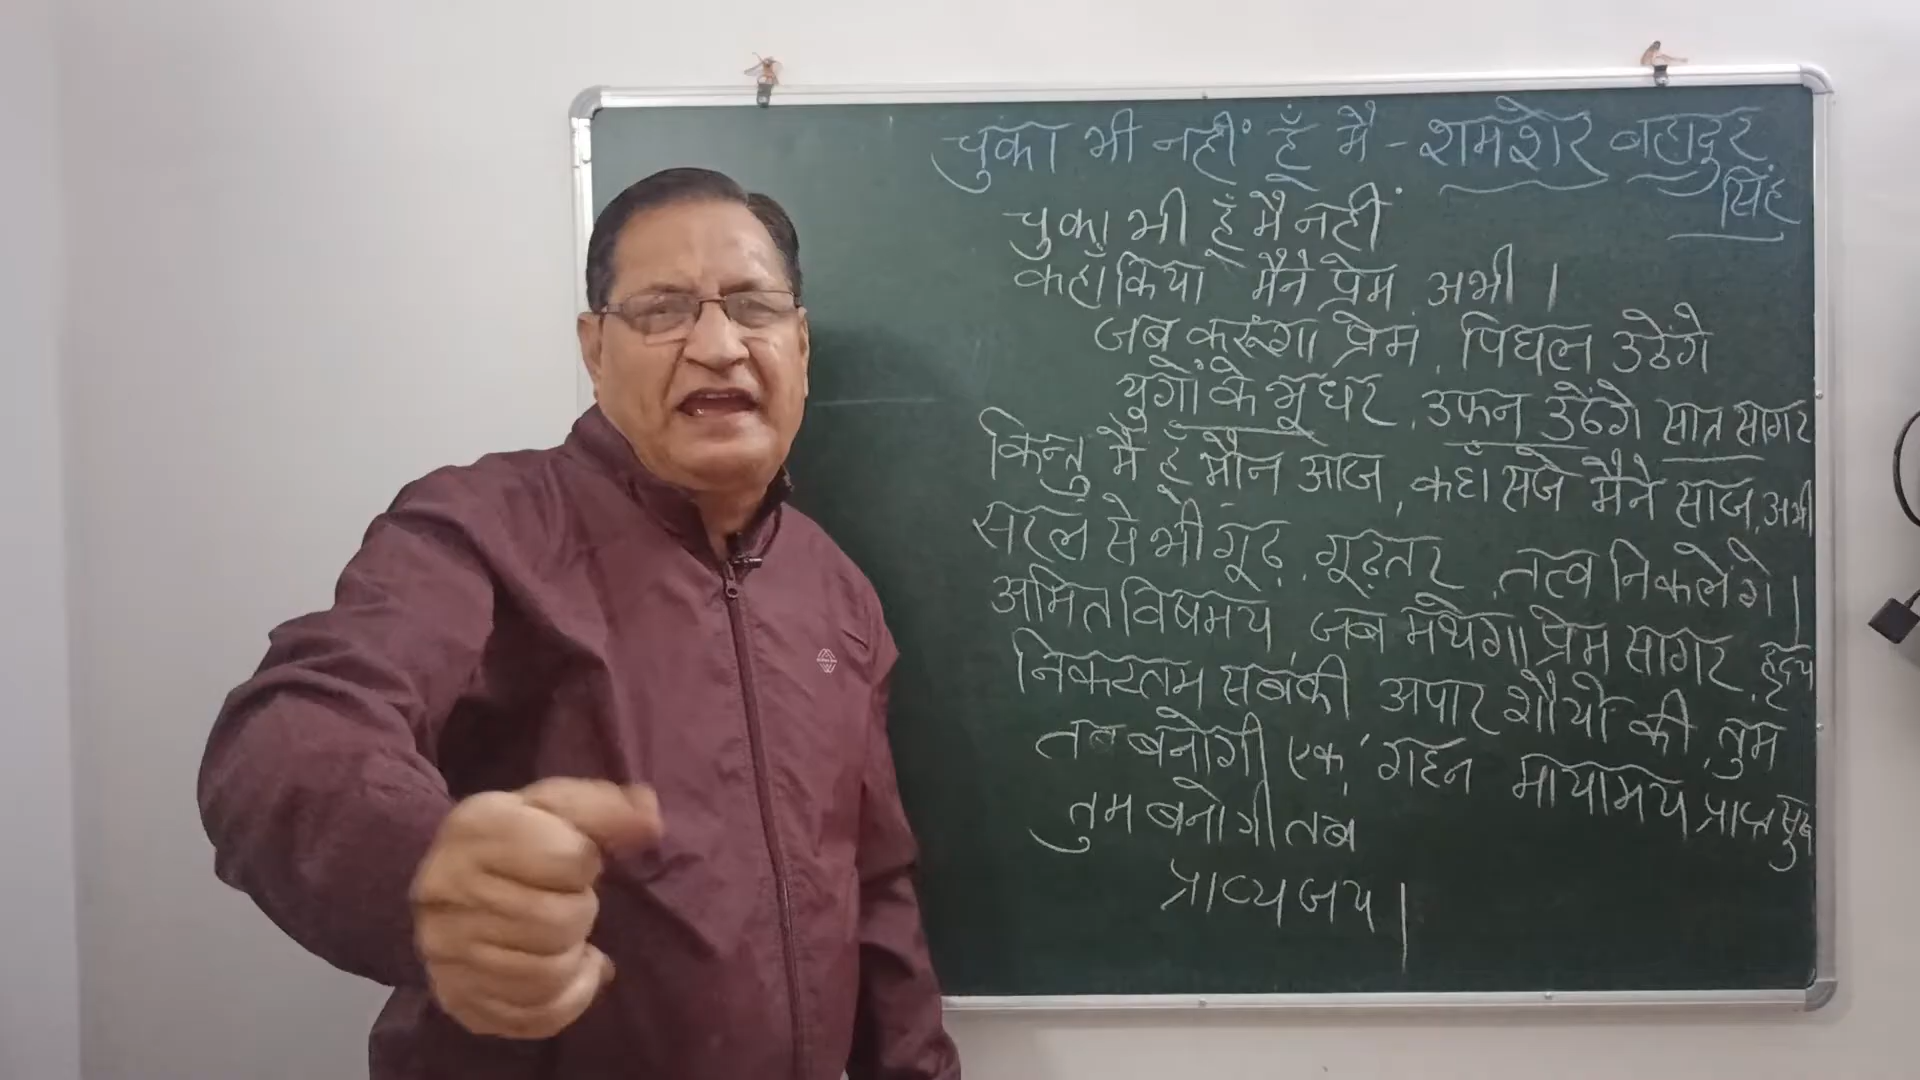 चुका भी नहीं हूँ मै - शमशेर बहादुर
सिंह
चुका भी हूँ मै नहीं
कहाँ किया मैने प्रेम अभी ।
जब करूंगा प्रेम, पिघल उठेंगे
युगों के भूधर, उफन उठेंगे सात सागर
किन्तु मै हूँ मौन आज, कहाँ सजे मैने साज, अभी
सरल से भी गूढ़, गूढ़तर, तत्व निकलेंगे ।
अमित विषमय, जब मथेगा प्रेम सागर, हृदय
निकटतम सबकी अपार शौर्यो की, तुम
तब बनोगी एक गहन मायामय प्राप्त सुख
तुम बनोगी तब
प्राप्य जय ।